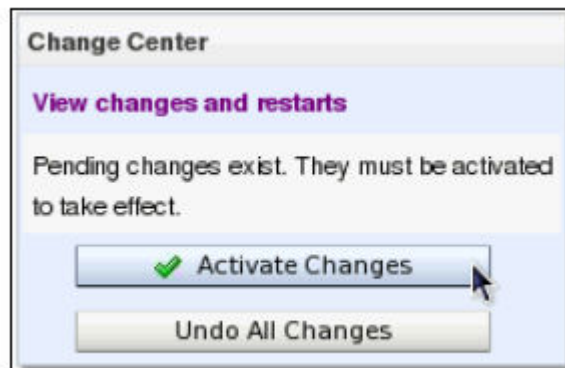 Change Center
View changes and restarts
Pending changes exist. They must be activated
to take effect.
Activate Changes
Undo All Changes